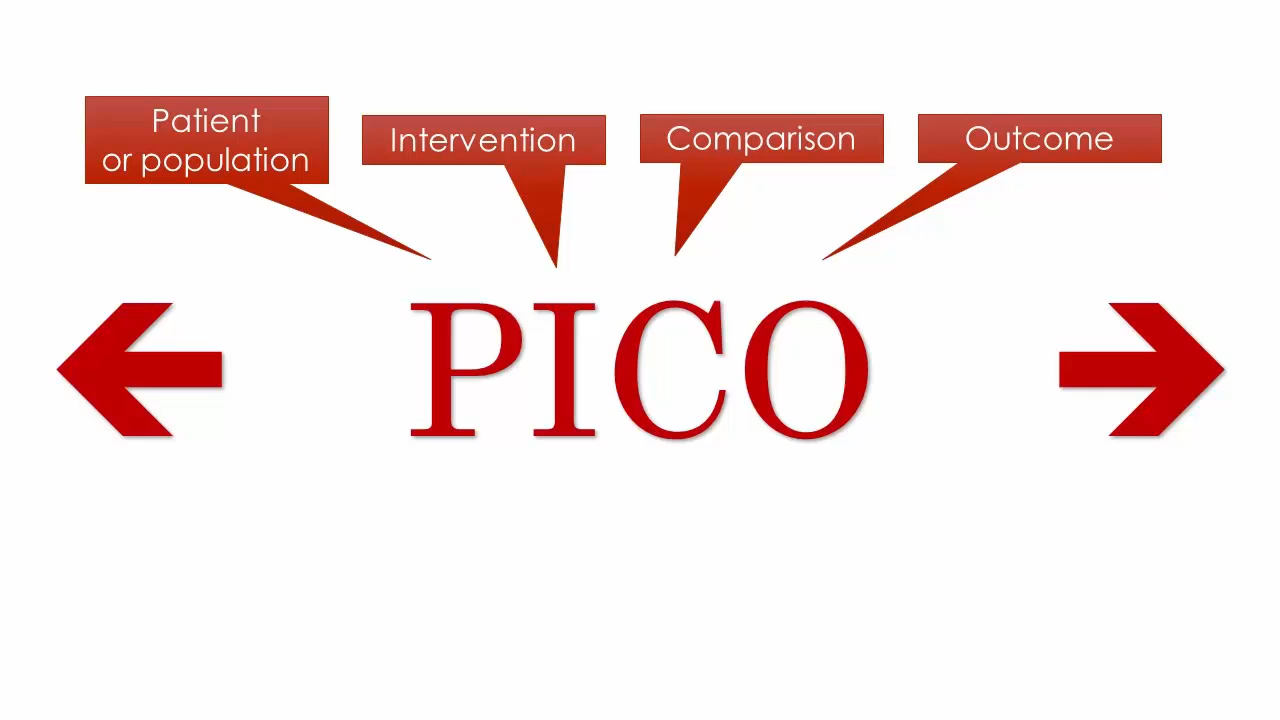 Patient
or population
Intervention
Comparison
Outcome
PICO